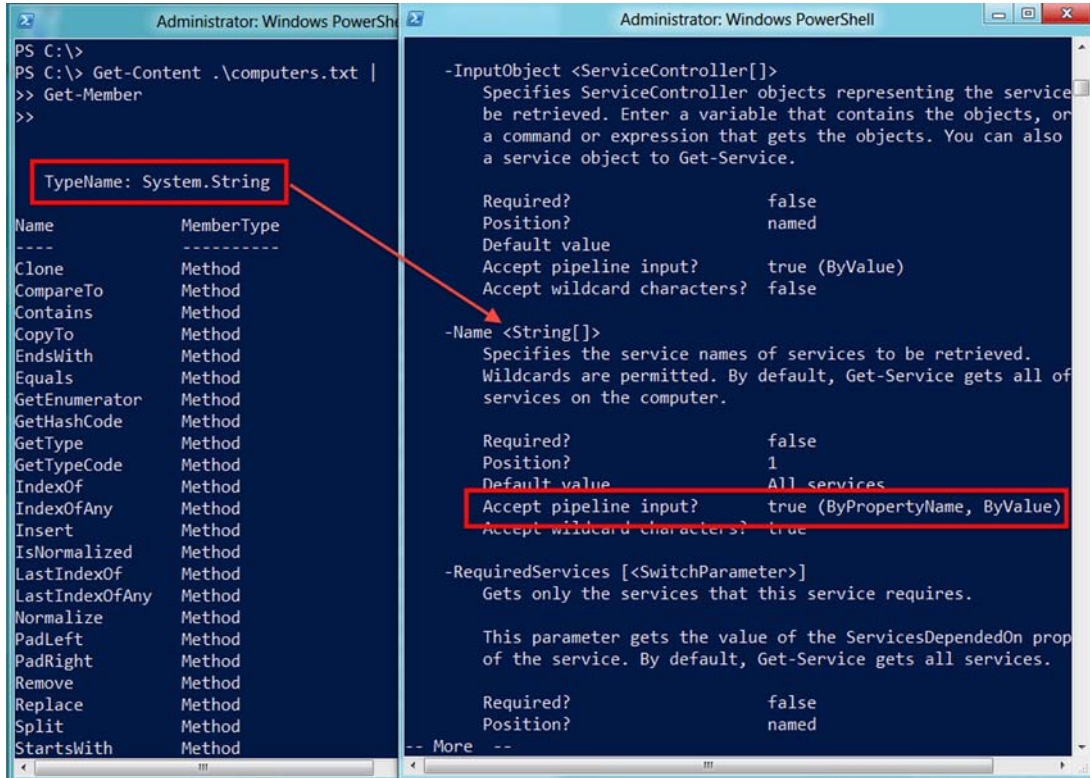 Administrator: Windows PowerShe
PS C:\>
PS C:\> Get-Content .\computers.txt |
>> Get-Member
>>
TypeName: System.String
Name MemberType
---- ----------
Clone Method
CompareTo Method
Contains Method
CopyTo Method
EndsWith Method
Equals Method
GetEnumerator Method
GetHashCode Method
GetType Method
GetTypeCode Method
IndexOf Method
IndexOfAny Method
Insert Method
IsNormalized Method
LastIndexOf Method
LastIndexOfAny Method
Normalize Method
PadLeft Method
PadRight Method
Remove Method
Replace Method
Split Method
StartsWith Method
Administrator: Windows PowerShell
-InputObject <ServiceController[]>
Specifies ServiceController objects representing the service
be retrieved. Enter a variable that contains the objects, or
a command or expression that gets the objects. You can also
a service object to Get-Service.
Required? false
Position? named
Default value
Accept pipeline input? true (ByValue)
Accept wildcard characters? false
-Name <String[]>
Specifies the service names of services to be retrieved.
Wildcards are permitted. By default, Get-Service gets all of
services on the computer.
Required? false
Position? 1
Default value All services
Accept pipeline input? true (ByPropertyName, ByValue)
Accept wildcard characters? true
-RequiredServices [<SwitchParameter>]
Gets only the services that this service requires.
This parameter gets the value of the ServicesDependedOn prop
of the service. By default, Get-Service gets all services.
Required? false
Position? named
-- More --